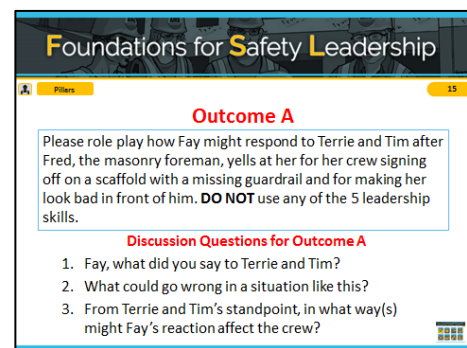 Foundations for Safety Leadership
Pillars
15
Outcome A
Please role play how Fay might respond to Terrie and Tim after
Fred, the masonry foreman, yells at her for her crew signing
off on a scaffold with a missing guardrail and for making her
look bad in front of him. DO NOT use any of the 5 leadership
skills.
Discussion Questions for Outcome A
1. Fay, what did you say to Terrie and Tim?
2. What could go wrong in a situation like this?
3. From Terrie and Tim's standpoint, in what way(s)
might Fay's reaction affect the crew?